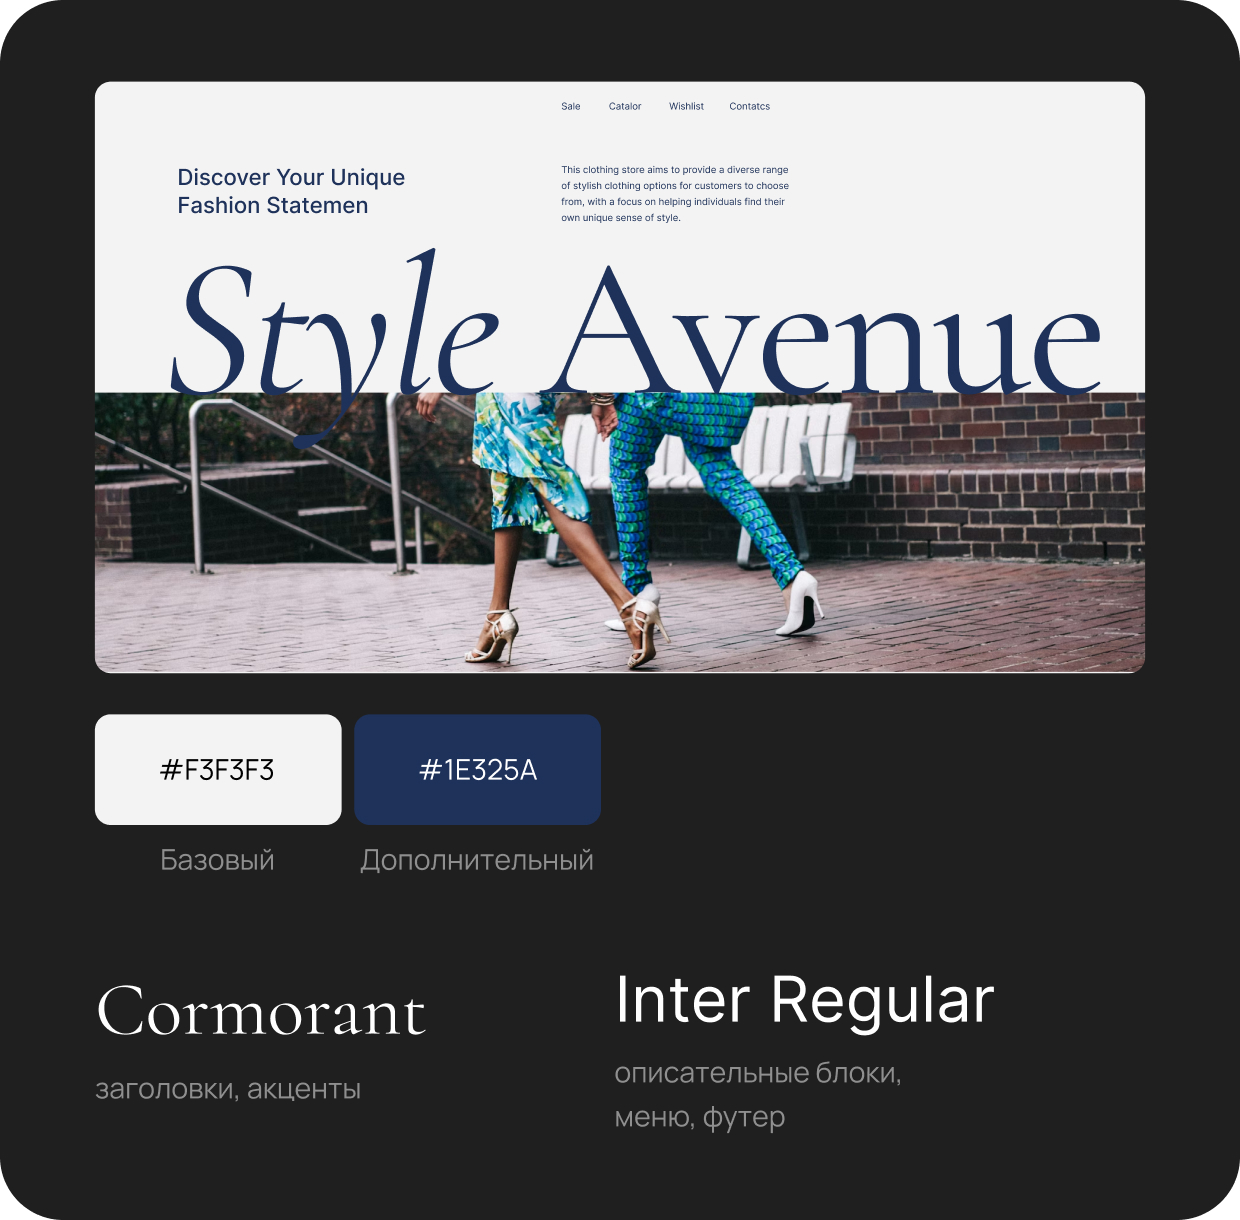 Sale Catalor Wishlist Contatcs
Discover Your Unique
Fashion Statemen
This clothing store aims to provide a diverse range
of stylish clothing options for customers to choose
from, with a focus on helping individuals find their
own unique sense of style.
Style Avenue
#F3F3F3
Базовый
#1E325A
Дополнительный
Cormorant
заголовки, акценты
Inter Regular
описательные блоки,
меню, футер